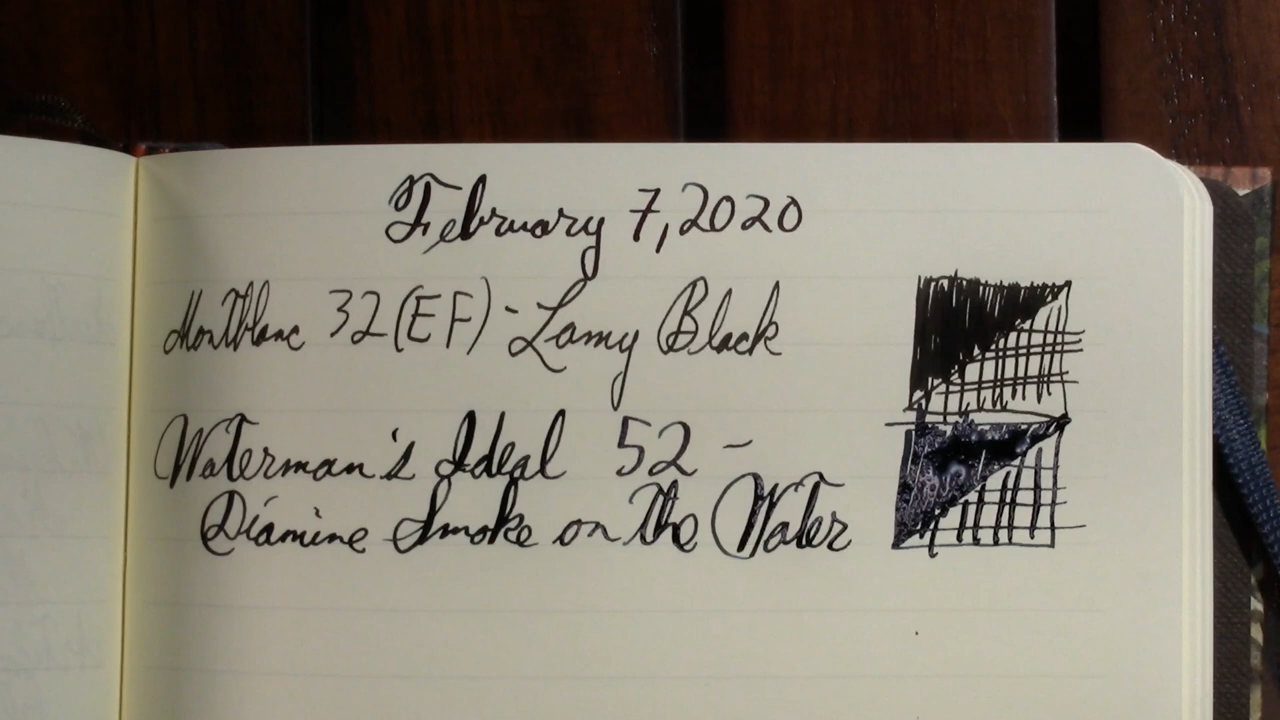 February 7, 2020
Montblanc 32 (EF) - Lamy Black
Waterman's Ideal 52 -
Diamine Smoke on the Water